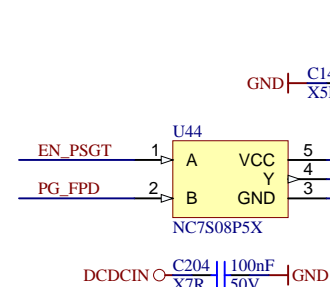 C14
GND X5
U44
EN_PSGT 1 A VCC 5
Y 4
PG_FPD 2 B GND 3
NC7S08P5X
DCDCIN C204 100nF GND
X7R 50V